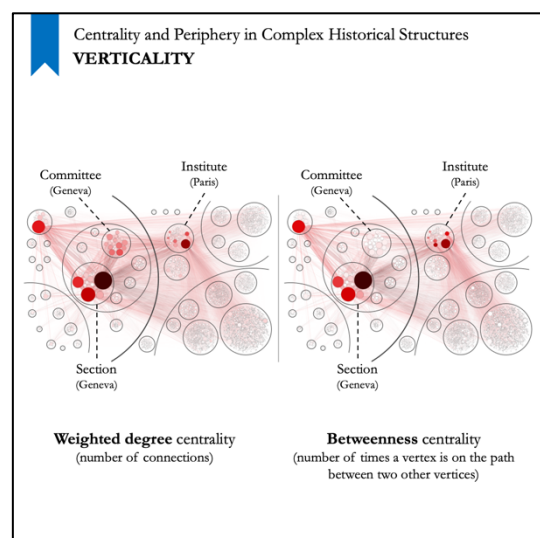 Centrality and Periphery in Complex Historical Structures
VERTICALITY
Committee
(Geneva)
Institute
(Paris)
Section
(Geneva)
Weighted degree centrality
(number of connections)
Committee
(Geneva)
Institute
(Paris)
Section
(Geneva)
Betweenness centrality
(number of times a vertex is on the path
between two other vertices)